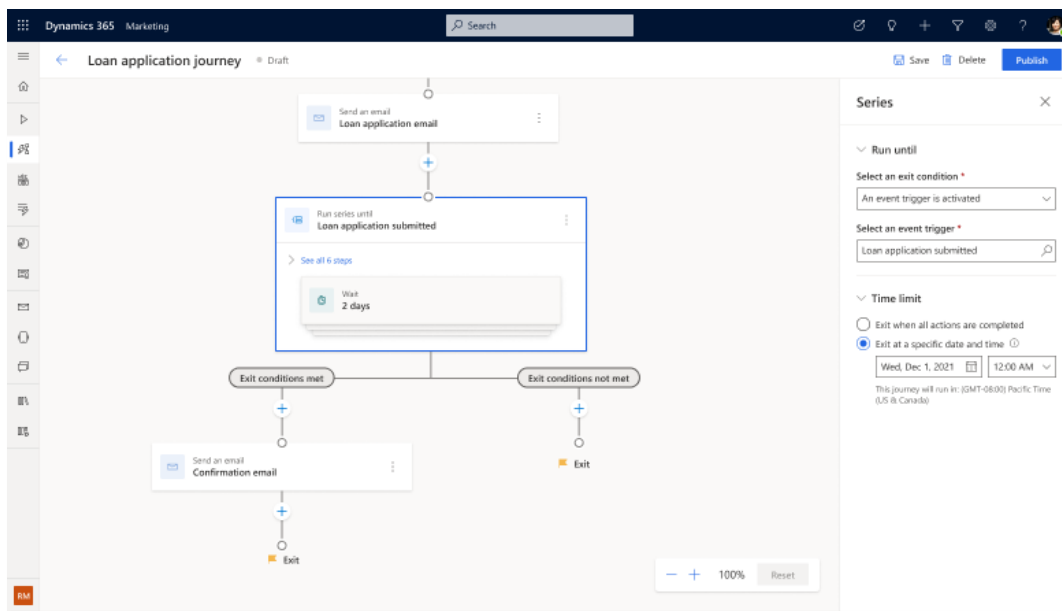 Dynamics 365 Marketing
Search
?
Loan application journey Draft
Save Delete Publish
Send an email
Loan application email
Run series until
Loan application submitted
See all 6 steps
Wait
2 days
Exit conditions met
Exit conditions not met
Send an email
Confirmation email
Exit
Exit
100% Reset
RM
Series
Run until
Select an exit condition *
An event trigger is activated
Select an event trigger *
Loan application submitted
Time limit
Exit when all actions are completed
Exit at a specific date and time
Wed, Dec 1, 2021 12:00 AM
This journey will run in: (GMT-08:00) Pacific Time
(US & Canada)